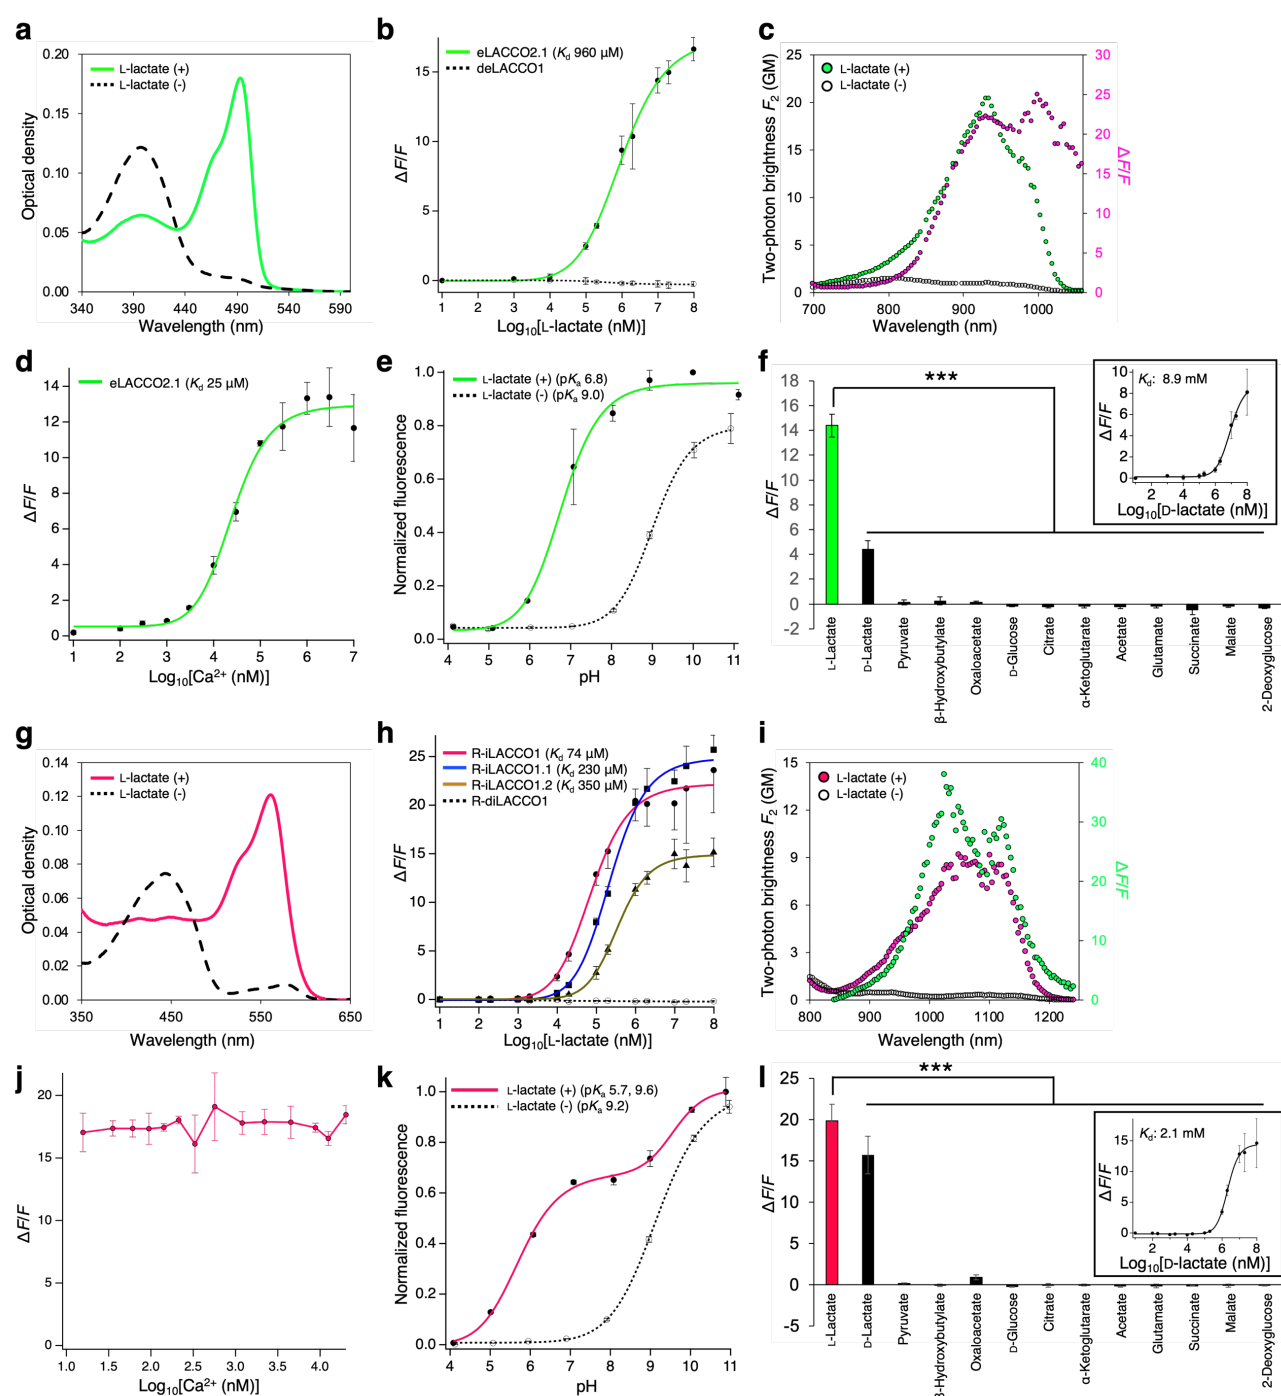 a
0.20
0.15
0.10
0.05
0.00
Optical density
L-lactate (+)
L-lactate (-)
340 390 440 490 540 590
Wavelength (nm)
b
15
10
5
0
ΔF/F
eLACCO2.1 (Kd 960 μM)
deLACCO1
1 2 3 4 5 6 7 8
Log10[L-lactate (nM)]
c
25
20
15
10
5
0
Two-photon brightness F2 (GM)
L-lactate (+)
L-lactate (-)
30
25
20
15
10
5
0
ΔF/F
700 800 900 1000
Wavelength (nm)
d
14
12
10
8
6
4
2
0
ΔF/F
eLACCO2.1 (Kd 25 μM)
1 2 3 4 5 6 7
Log10[Ca2+ (nM)]
e
1.0
0.8
0.6
0.4
0.2
0.0
Normalized fluorescence
L-lactate (+) (pKa 6.8)
L-lactate (-) (pKa 9.0)
4 5 6 7 8 9 10 11
pH
f
18
16
14
12
10
8
6
4
2
0
−2
ΔF/F
***
L-Lactate
D-Lactate
Pyruvate
β-Hydroxybutylate
Oxaloacetate
D-Glucose
Citrate
α-Ketoglutarate
Acetate
Glutamate
Succinate
Malate
2-Deoxyglucose
Kd: 8.9 mM
10
8
6
4
2
0
ΔF/F
2 4 6 8
Log10[D-lactate (nM)]
g
0.14
0.12
0.10
0.08
0.06
0.04
0.02
0.00
Optical density
L-lactate (+)
L-lactate (-)
350 450 550 650
Wavelength (nm)
h
25
20
15
10
5
0
ΔF/F
R-iLACCO1 (Kd 74 μM)
R-iLACCO1.1 (Kd 230 μM)
R-iLACCO1.2 (Kd 350 μM)
R-diLACCO1
1 2 3 4 5 6 7 8
Log10[L-lactate (nM)]
i
15
12
9
6
3
0
Two-photon brightness F2 (GM)
L-lactate (+)
L-lactate (-)
40
30
20
10
0
ΔF/F
800 900 1000 1100 1200
Wavelength (nm)
j
20
15
10
5
0
ΔF/F
1.0 1.5 2.0 2.5 3.0 3.5 4.0
Log10[Ca2+ (nM)]
k
1.0
0.8
0.6
0.4
0.2
0.0
Normalized fluorescence
L-lactate (+) (pKa 5.7, 9.6)
L-lactate (-) (pKa 9.2)
4 5 6 7 8 9 10 11
pH
l
25
20
15
10
5
0
−5
ΔF/F
***
L-Lactate
D-Lactate
Pyruvate
β-Hydroxybutylate
Oxaloacetate
D-Glucose
Citrate
α-Ketoglutarate
Acetate
Glutamate
Succinate
Malate
2-Deoxyglucose
Kd: 2.1 mM
15
10
5
0
ΔF/F
2 4 6 8
Log10[D-lactate (nM)]